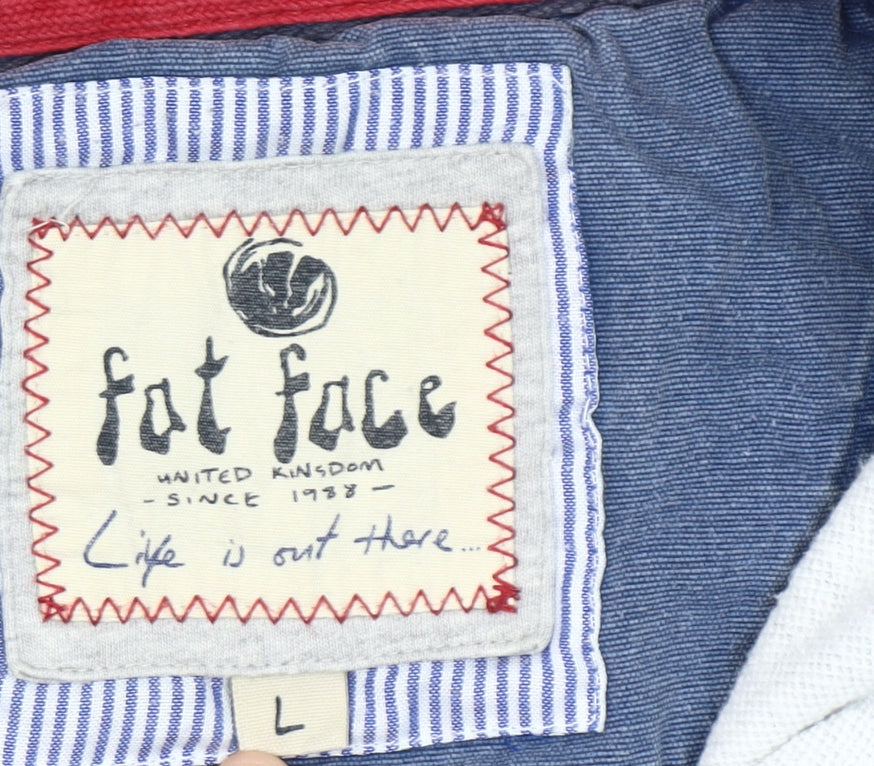 fat face
UNITED KINGDOM
- SINCE 1988 -
Life is out there...
L